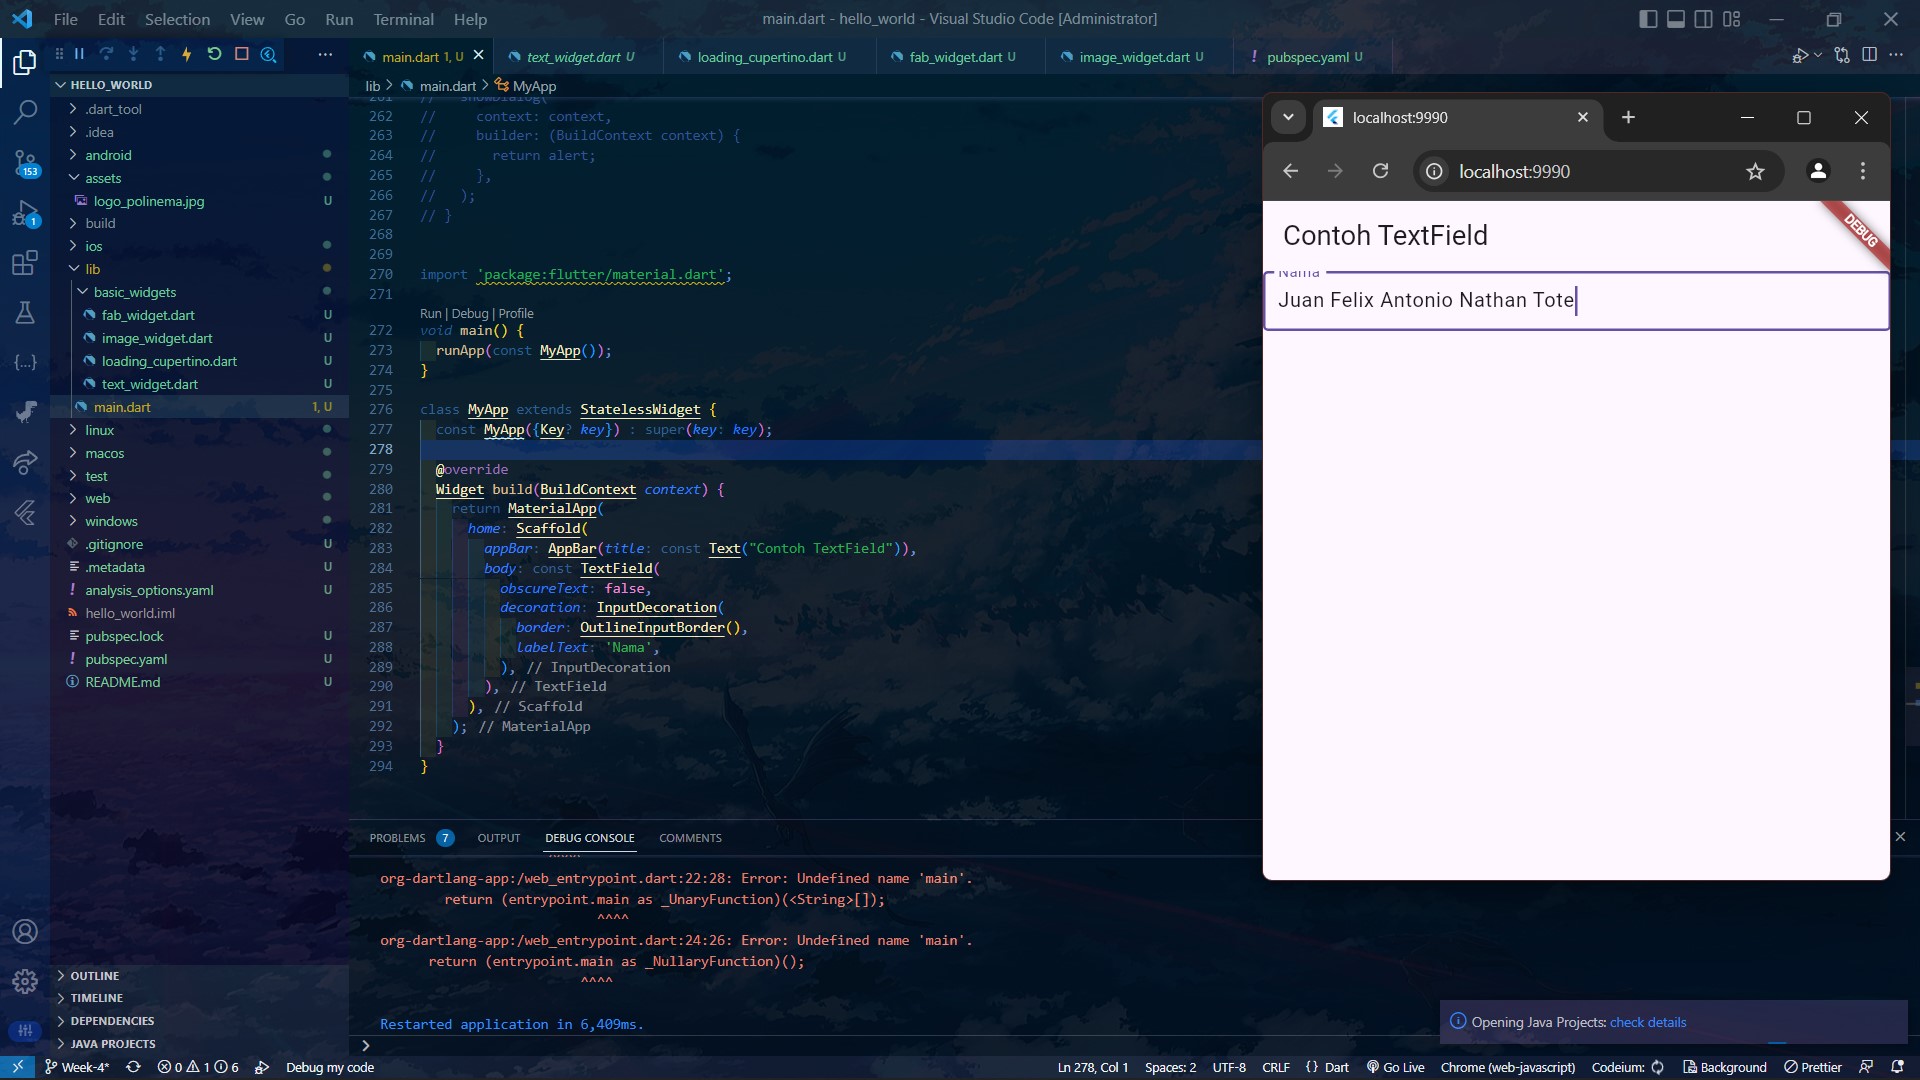 File Edit Selection View Go Run Terminal Help
main.dart - hello_world - Visual Studio Code [Administrator]
main.dart 1, U
text_widget.dart U
loading_cupertino.dart U
fab_widget.dart U
image_widget.dart U
! pubspec.yaml U
lib > main.dart > MyApp
HELLO_WORLD
.dart_tool
.idea
android
assets
logo_polinema.jpg U
build
ios
lib
basic_widgets
fab_widget.dart U
image_widget.dart U
loading_cupertino.dart U
text_widget.dart U
main.dart 1, U
linux
macos
test
web
windows
.gitignore U
.metadata U
! analysis_options.yaml U
hello_world.iml
pubspec.lock U
! pubspec.yaml U
README.md U
OUTLINE
TIMELINE
DEPENDENCIES
JAVA PROJECTS
153
1
261 // showDialog(
262 // context: context,
263 // builder: (BuildContext context) {
264 // return alert;
265 // },
266 // );
267 // }
268
269
270 import 'package:flutter/material.dart';
271
Run | Debug | Profile
272 void main() {
273 runApp(const MyApp());
274 }
275
276 class MyApp extends StatelessWidget {
277 const MyApp({Key? key}) : super(key: key);
278
279 @override
280 Widget build(BuildContext context) {
281 return MaterialApp(
282 home: Scaffold(
283 appBar: AppBar(title: const Text("Contoh TextField")),
284 body: const TextField(
285 obscureText: false,
286 decoration: InputDecoration(
287 border: OutlineInputBorder(),
288 labelText: 'Nama',
289 ), // InputDecoration
290 ), // TextField
291 ), // Scaffold
292 ); // MaterialApp
293 }
294 }
localhost:9990
localhost:9990
Contoh TextField
DEBUG
Nama
Juan Felix Antonio Nathan Tote
PROBLEMS 7 OUTPUT DEBUG CONSOLE COMMENTS
^^^^
org-dartlang-app:/web_entrypoint.dart:22:28: Error: Undefined name 'main'.
return (entrypoint.main as _UnaryFunction)(<String>[]);
^^^^
org-dartlang-app:/web_entrypoint.dart:24:26: Error: Undefined name 'main'.
return (entrypoint.main as _NullaryFunction)();
^^^^
Restarted application in 6,409ms.
>
Opening Java Projects: check details
Week-4* 0 1 6 Debug my code
Ln 278, Col 1 Spaces: 2 UTF-8 CRLF {} Dart Go Live Chrome (web-javascript) Codeium: Background Prettier